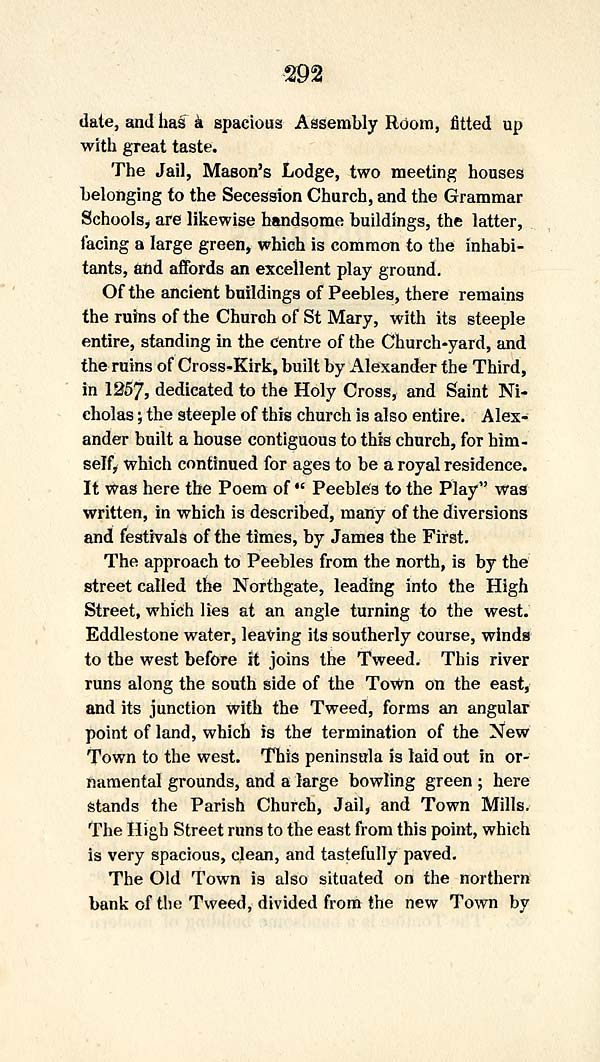 292
date, and has a spacious Assembly Room, fitted up
with great taste.
The Jail, Mason's Lodge, two meeting houses
belonging to the Secession Church, and the Grammar
Schools, are likewise handsome buildings, the latter,
facing a large green, which is common to the inhabi-
tants, and affords an excellent play ground.
Of the ancient buildings of Peebles, there remains
the ruins of the Church of St Mary, with its steeple
entire, standing in the centre of the Church-yard, and
the ruins of Cross-Kirk, built by Alexander the Third,
in 1257, dedicated to the Holy Cross, and Saint Ni-
cholas; the steeple of this church is also entire. Alex-
ander built a house contiguous to this church, for him-
self, which continued for ages to be a royal residence.
It was here the Poem of "Peebles to the Play" was
written, in which is described, many of the diversions
and festivals of the times, by James the First.
The approach to Peebles from the north, is by the
street called the Northgate, leading into the High
Street, which lies at an angle turning to the west.
Eddlestone water, leaving its southerly course, winds
to the west before it joins the Tweed. This river
runs along the south side of the Town on the east,
and its junction with the Tweed, forms an angular
point of land, which is the termination of the New
Town to the west. This peninsula is laid out in or-
namental grounds, and a large bowling green; here
stands the Parish Church, Jail, and Town Mills.
The High Street runs to the east from this point, which
is very spacious, clean, and tastefully paved.
The Old Town is also situated on the northern
bank of the Tweed, divided from the new Town by